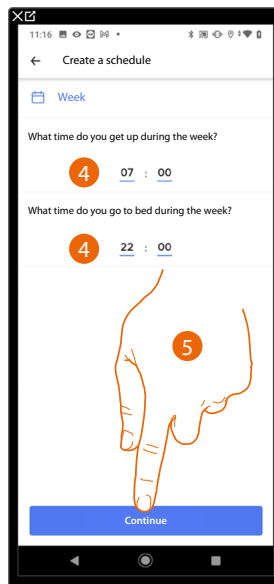 11:16
Create a schedule
Week
What time do you get up during the week?
4 07 : 00
What time do you go to bed during the week?
4 22 : 00
5
Continue